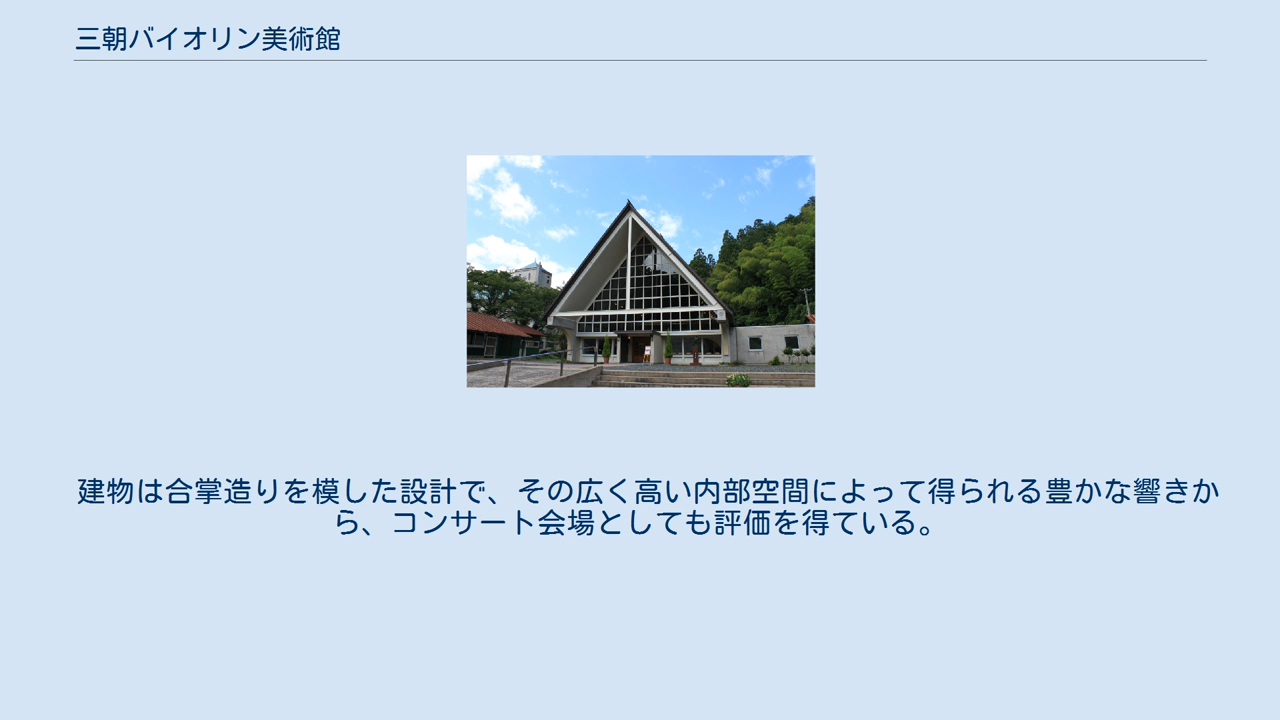 三朝バイオリン美術館
建物は合掌造りを模した設計で、その広く高い内部空間によって得られる豊かな響きか
ら、コンサート会場としても評価を得ている。